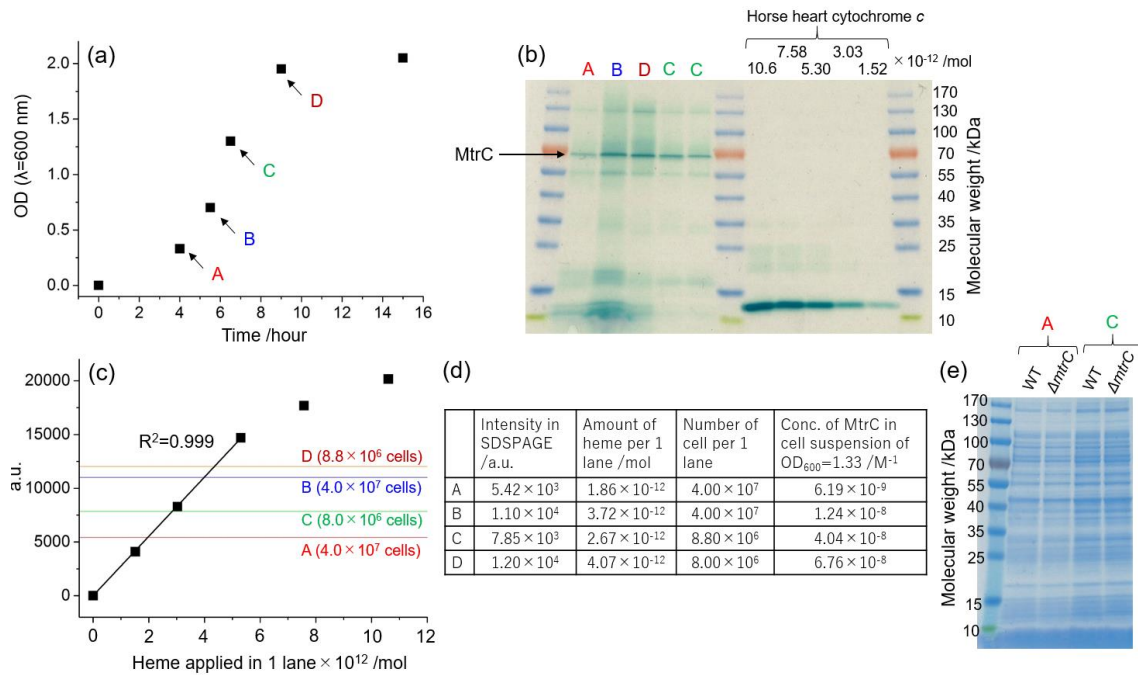 (a)
OD (λ=600 nm)
2.0
1.5
1.0
0.5
0.0
D
C
B
A
0 2 4 6 8 10 12 14 16
Time /hour
(b)
Horse heart cytochrome c
7.58 3.03
10.6 5.30 1.52
×10-12 /mol
A B D C C
MtrC
170
130
100
70
55
40
35
25
15
10
Molecular weight /kDa
(c)
a.u.
20000
15000
10000
5000
0
R2=0.999
D (8.8×106 cells)
B (4.0×107 cells)
C (8.0×106 cells)
A (4.0×107 cells)
0 2 4 6 8 10 12
Heme applied in 1 lane×1012 /mol
(d)
Intensity in SDSPAGE /a.u. Amount of heme per 1 lane /mol Number of cell per 1 lane Conc. of MtrC in cell suspension of OD600=1.33 /M-1
A 5.42×103 1.86×10-12 4.00×107 6.19×10-9
B 1.10×104 3.72×10-12 4.00×107 1.24×10-8
C 7.85×103 2.67×10-12 8.80×106 4.04×10-8
D 1.20×104 4.07×10-12 8.00×106 6.76×10-8
(e)
A C
WT ΔmtrC WT ΔmtrC
170
130
100
70
55
40
35
25
15
10
Molecular weight /kDa